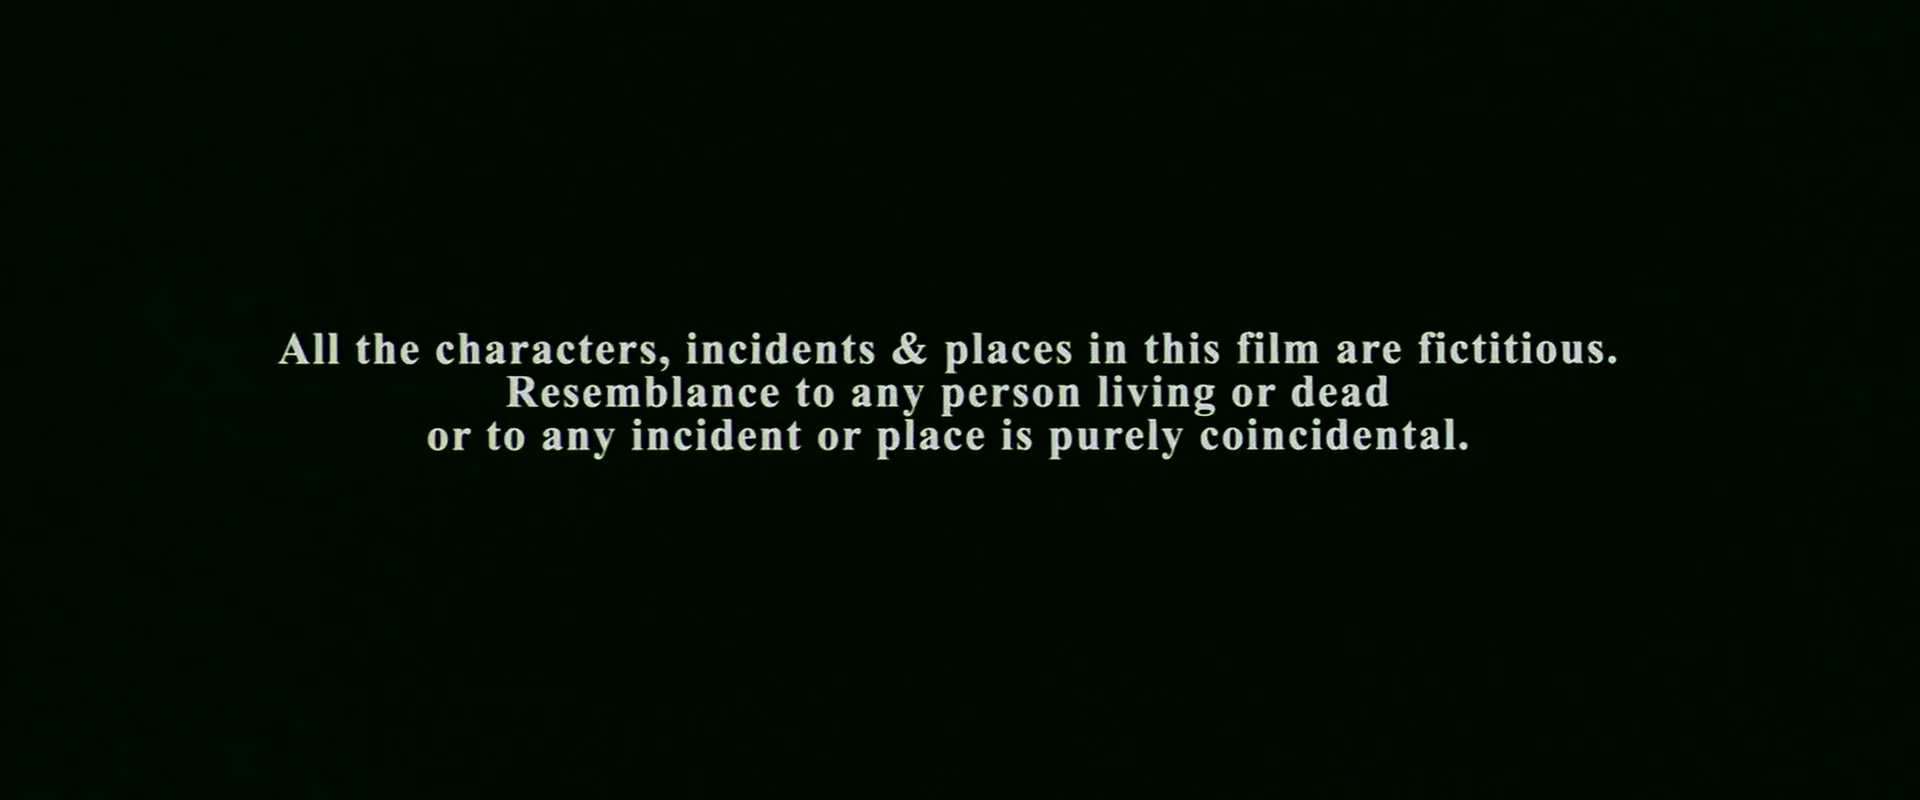 All the characters, incidents & places in this film are fictitious.
Resemblance to any person living or dead
or to any incident or place is purely coincidental.